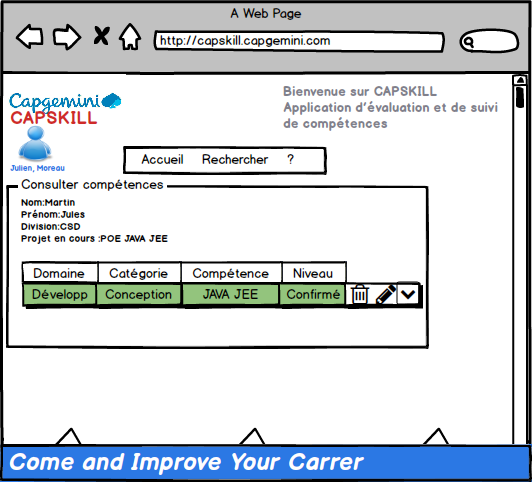 A Web Page
http://capskill.capgemini.com
Capgemini
CAPSKILL
Bienvenue sur CAPSKILL
Application d'évaluation et de suivi
de compétences
Julien, Moreau
Accueil Rechercher ?
Consulter compétences
Nom:Martin
Prénom:Jules
Division:CSD
Projet en cours :POE JAVA JEE
Domaine Catégorie Compétence Niveau
Développ Conception JAVA JEE Confirmé
Come and Improve Your Carrer